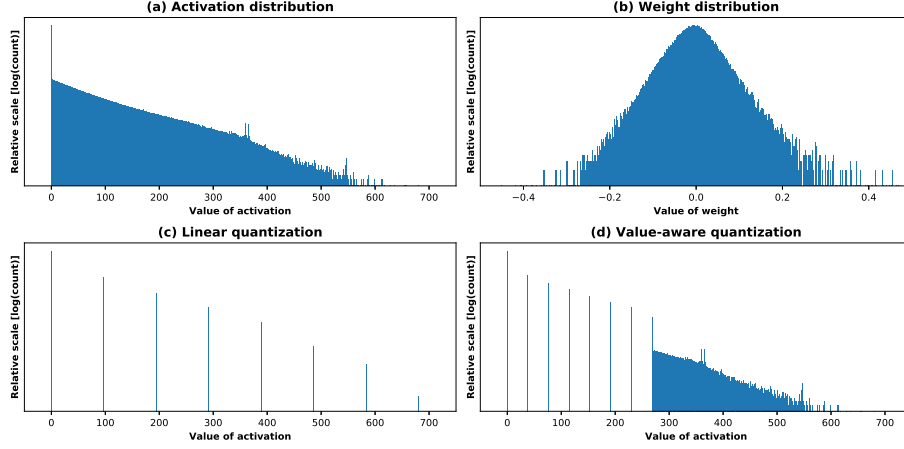 (a) Activation distribution
Relative scale [log(count)]
0 100 200 300 400 500 600 700
Value of activation
(b) Weight distribution
Relative scale [log(count)]
−0.4 −0.2 0.0 0.2 0.4
Value of weight
(c) Linear quantization
Relative scale [log(count)]
0 100 200 300 400 500 600 700
Value of activation
(d) Value-aware quantization
Relative scale [log(count)]
0 100 200 300 400 500 600 700
Value of activation